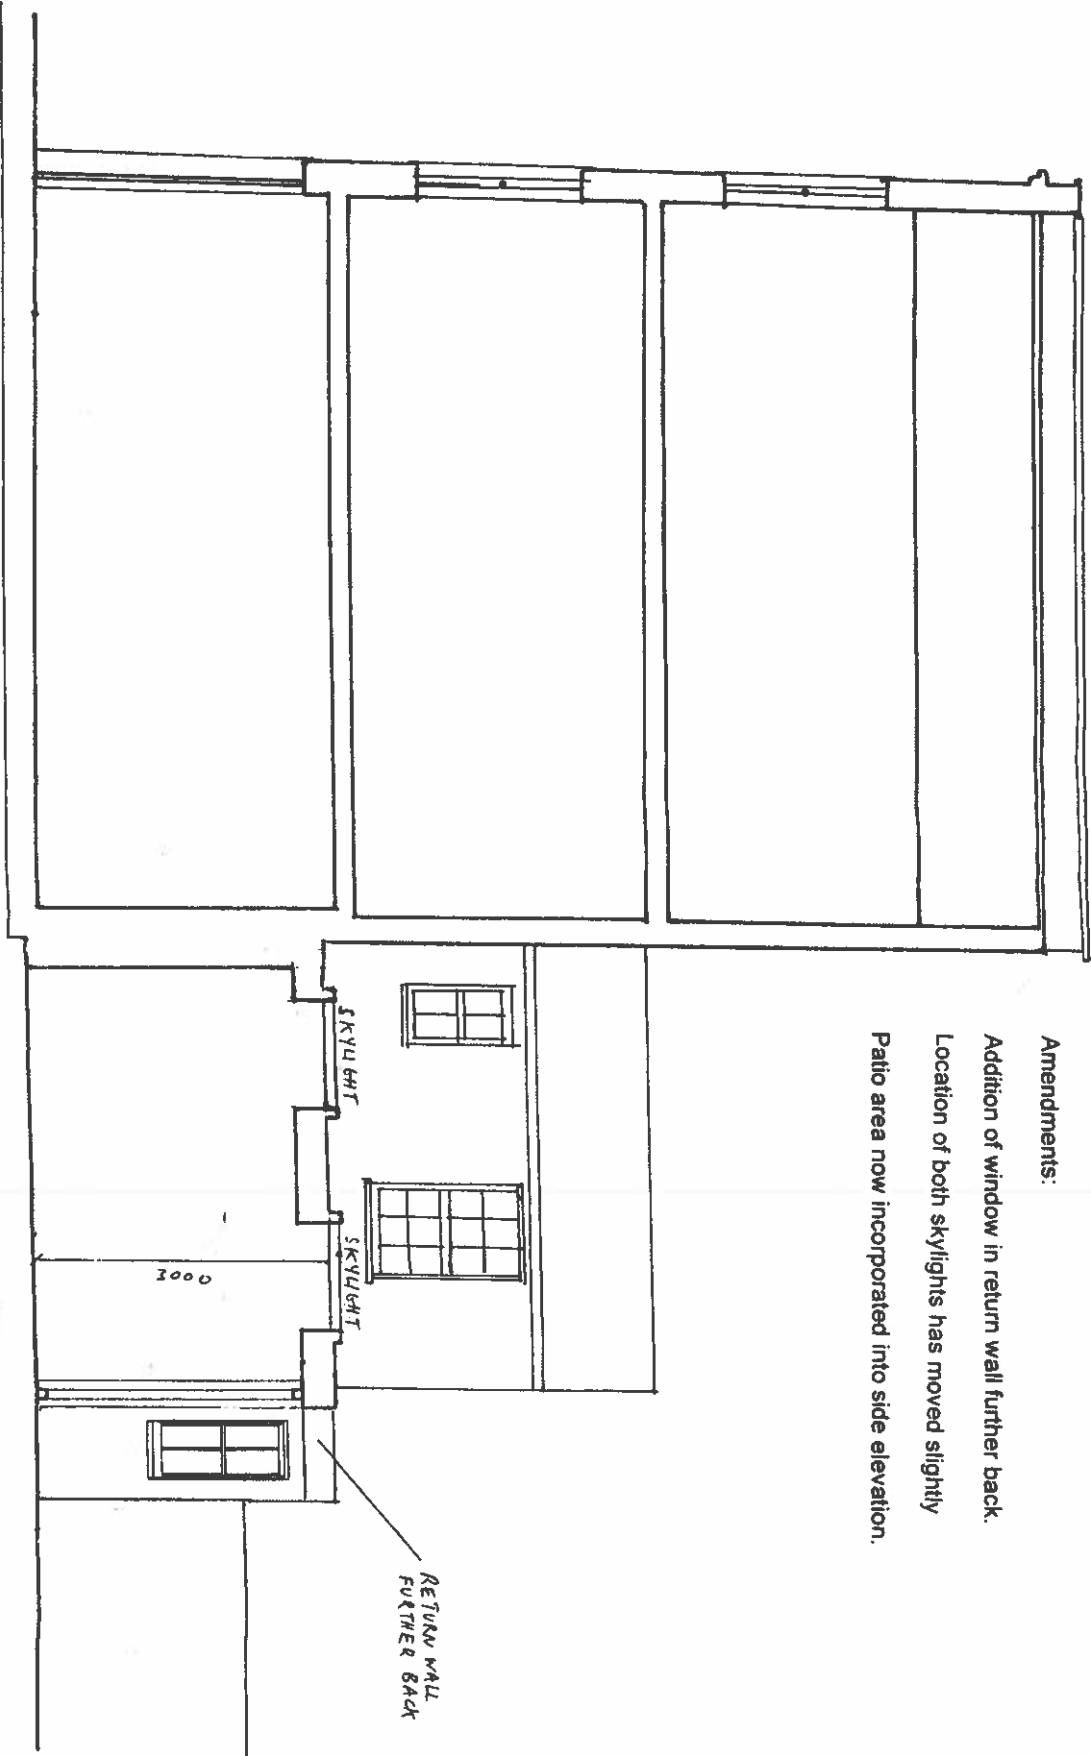 Amendments:
Addition of window in return wall further back.
Location of both skylights has moved slightly
Patio area now incorporated into side elevation.
SKYLIGHT
SKYLIGHT
3000
RETURN WALL
FURTHER BACK